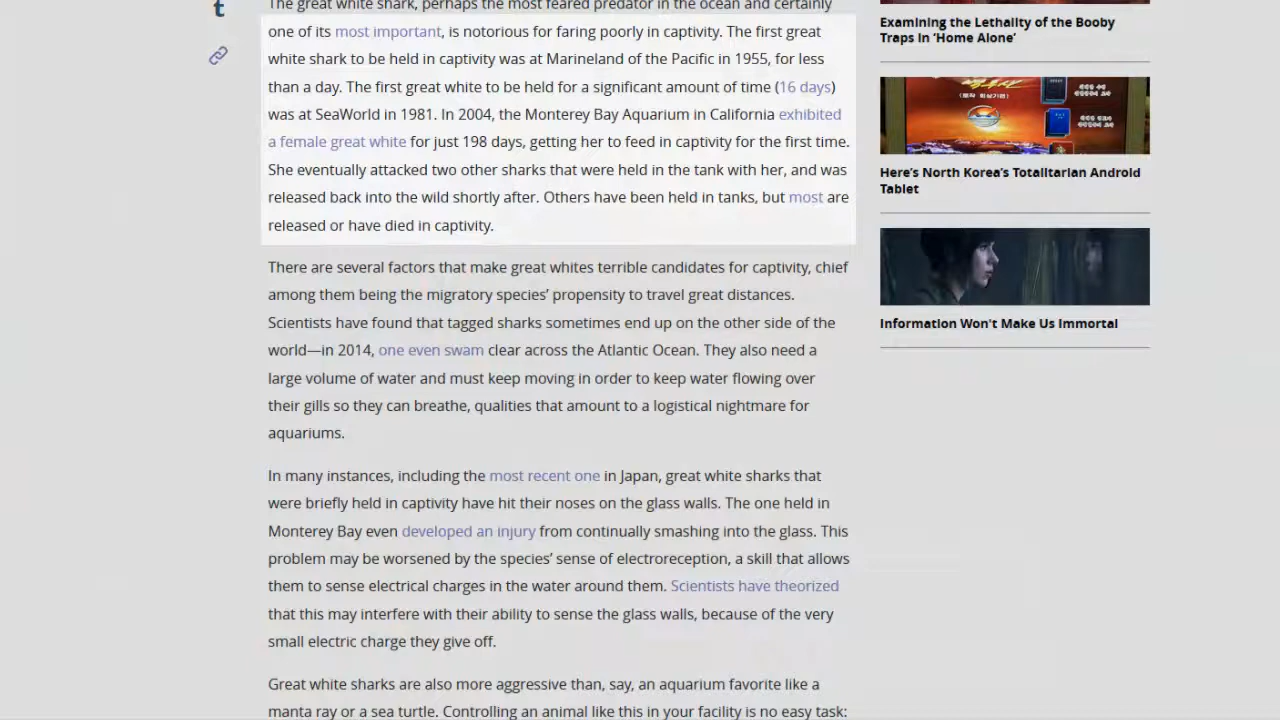 t
The great white shark, perhaps the most feared predator in the ocean and certainly
one of its most important, is notorious for faring poorly in captivity. The first great
white shark to be held in captivity was at Marineland of the Pacific in 1955, for less
than a day. The first great white to be held for a significant amount of time (16 days)
was at SeaWorld in 1981. In 2004, the Monterey Bay Aquarium in California exhibited
a female great white for just 198 days, getting her to feed in captivity for the first time.
She eventually attacked two other sharks that were held in the tank with her, and was
released back into the wild shortly after. Others have been held in tanks, but most are
released or have died in captivity.
There are several factors that make great whites terrible candidates for captivity, chief
among them being the migratory species’ propensity to travel great distances.
Scientists have found that tagged sharks sometimes end up on the other side of the
world—in 2014, one even swam clear across the Atlantic Ocean. They also need a
large volume of water and must keep moving in order to keep water flowing over
their gills so they can breathe, qualities that amount to a logistical nightmare for
aquariums.
In many instances, including the most recent one in Japan, great white sharks that
were briefly held in captivity have hit their noses on the glass walls. The one held in
Monterey Bay even developed an injury from continually smashing into the glass. This
problem may be worsened by the species’ sense of electroreception, a skill that allows
them to sense electrical charges in the water around them. Scientists have theorized
that this may interfere with their ability to sense the glass walls, because of the very
small electric charge they give off.
Great white sharks are also more aggressive than, say, an aquarium favorite like a
manta ray or a sea turtle. Controlling an animal like this in your facility is no easy task:
Examining the Lethality of the Booby
Traps in ‘Home Alone’
Here’s North Korea’s Totalitarian Android
Tablet
Information Won't Make Us Immortal